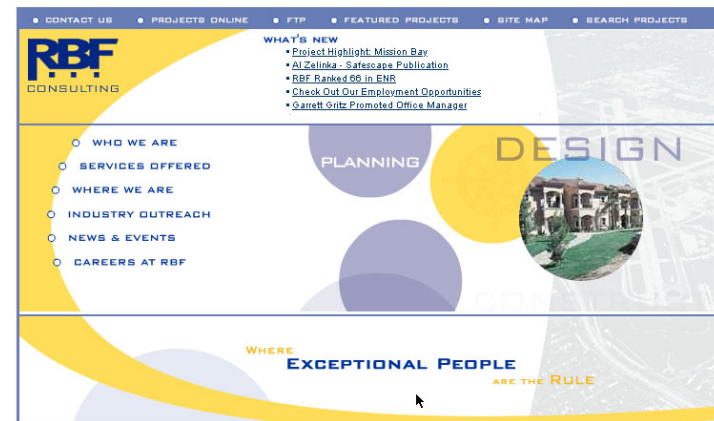 CONTACT US PROJECTS ONLINE FTP FEATURED PROJECTS SITE MAP SEARCH PROJECTS
RBF
CONSULTING
WHAT'S NEW
Project Highlight: Mission Bay
Al Zelinka - Safescape Publication
RBF Ranked 66 in ENR
Check Out Our Employment Opportunities
Garrett Gritz Promoted Office Manager
WHO WE ARE
SERVICES OFFERED
WHERE WE ARE
INDUSTRY OUTREACH
NEWS & EVENTS
CAREERS AT RBF
PLANNING
DESIGN
WHERE
EXCEPTIONAL PEOPLE
ARE THE RULE